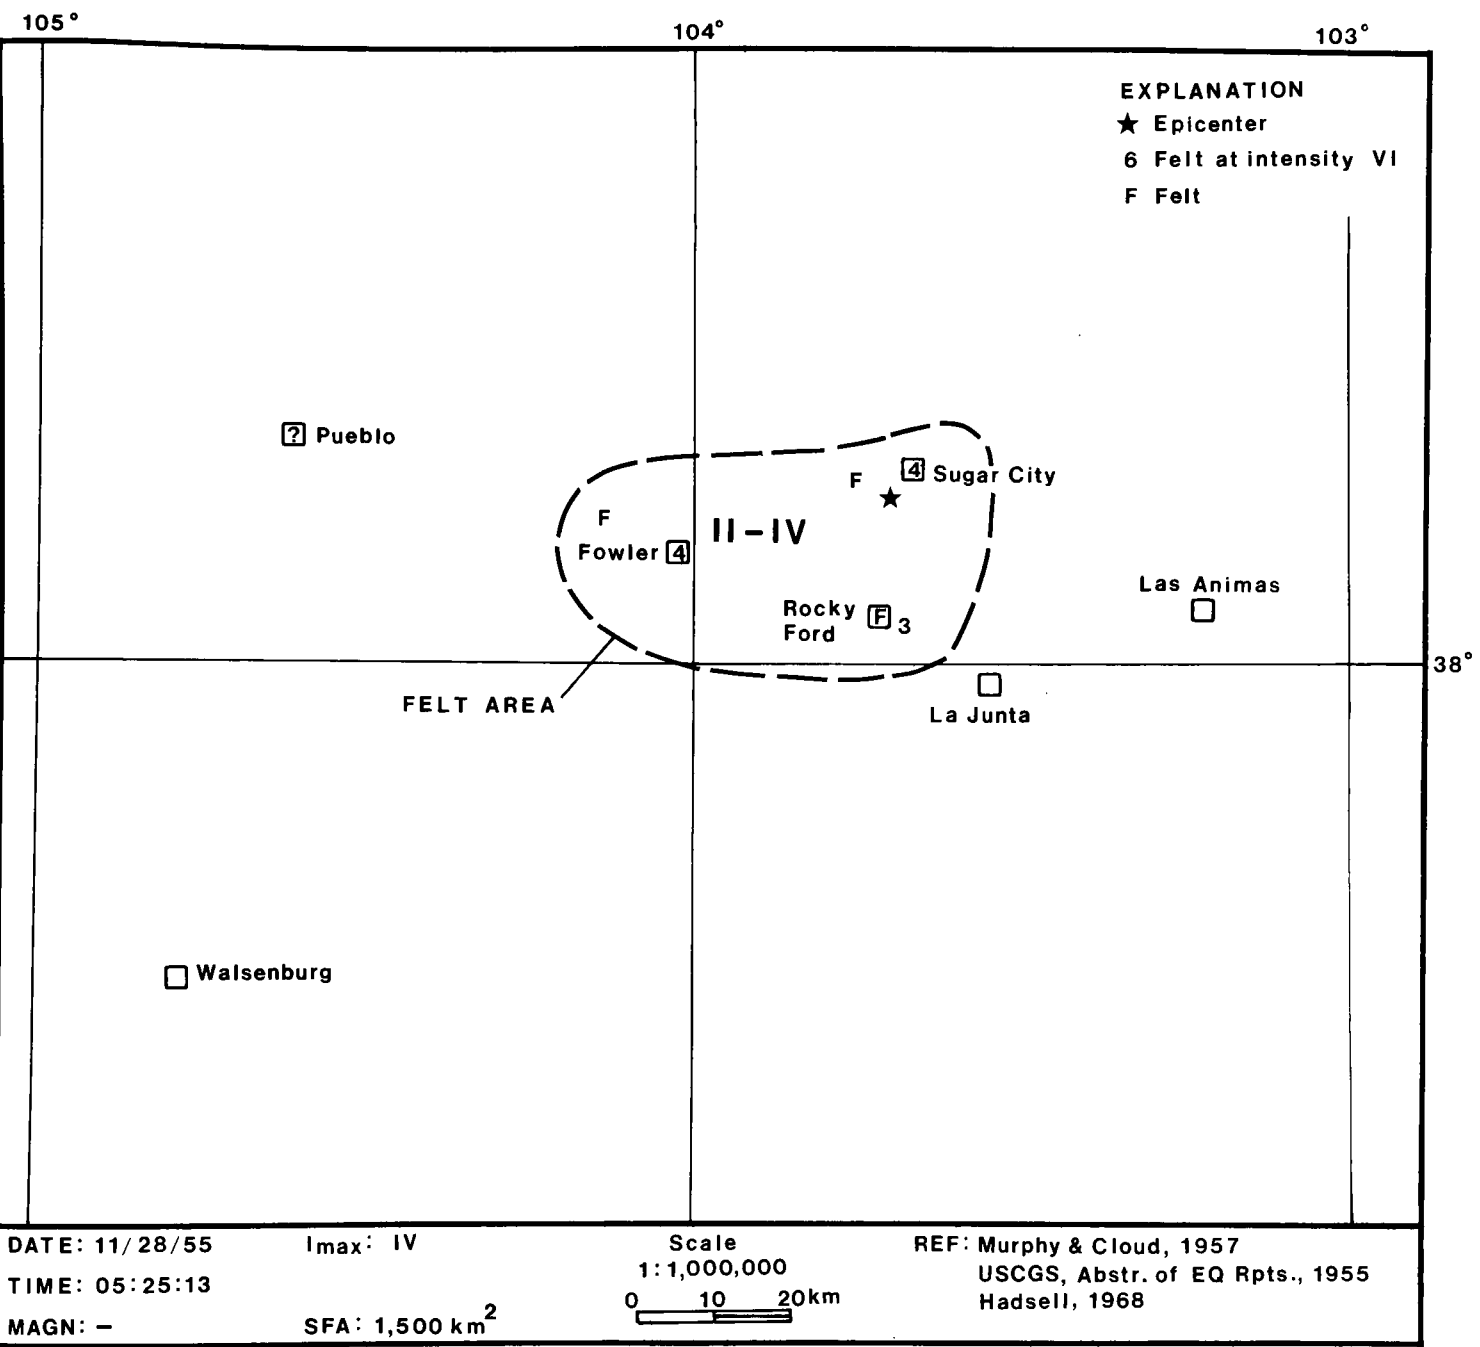 105°
104°
103°
EXPLANATION
★ Epicenter
6 Felt at intensity VI
F Felt
? Pueblo
F
4 Sugar City
F
II-IV
Fowler 4
Las Animas
Rocky
Ford
F 3
38°
FELT AREA
La Junta
Walsenburg
DATE: 11/28/55
TIME: 05:25:13
MAGN: -
Imax: IV
SFA: 1,500 km²
Scale
1:1,000,000
0 10 20km
REF: Murphy & Cloud, 1957
USCGS, Abstr. of EQ Rpts., 1955
Hadsell, 1968